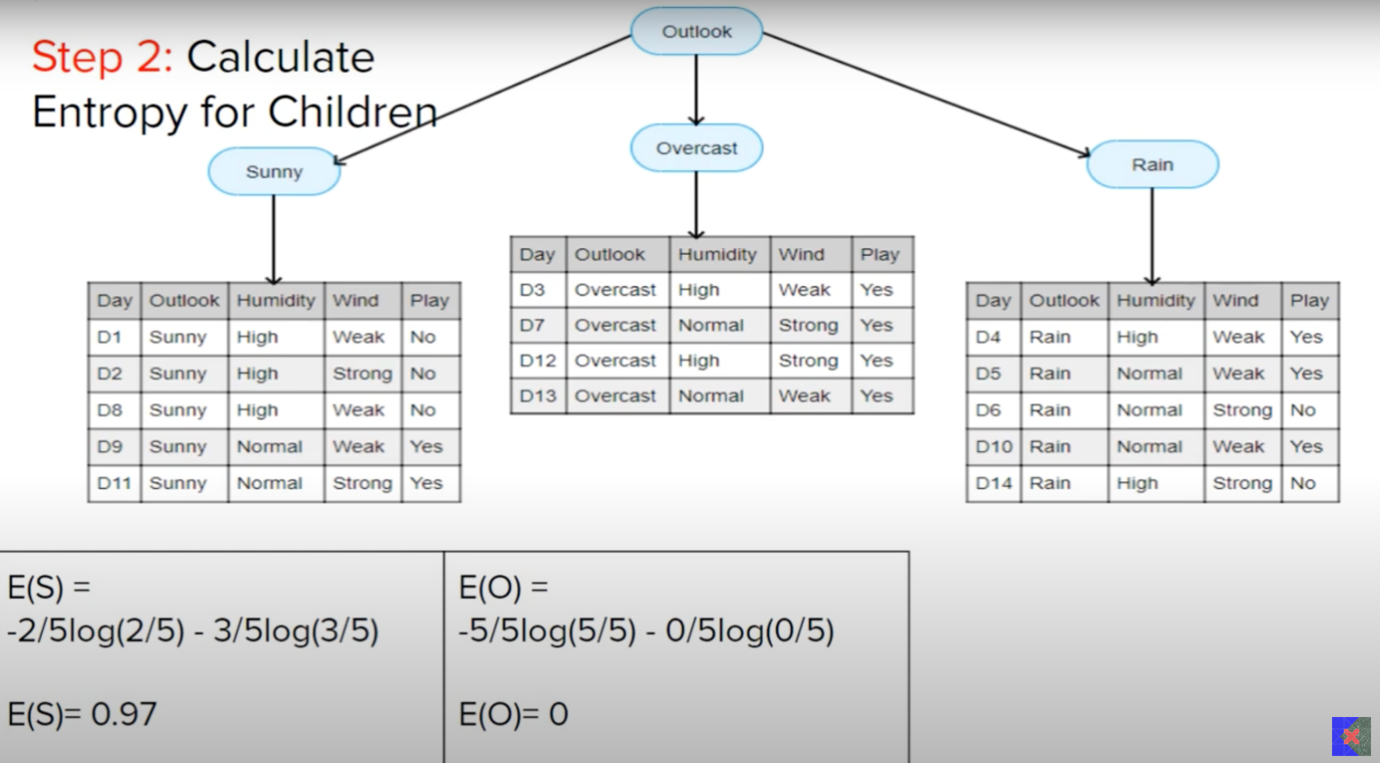 Step 2: Calculate
Entropy for Children
Outlook
Sunny
Overcast
Rain
Day Outlook Humidity Wind Play
D1 Sunny High Weak No
D2 Sunny High Strong No
D8 Sunny High Weak No
D9 Sunny Normal Weak Yes
D11 Sunny Normal Strong Yes
Day Outlook Humidity Wind Play
D3 Overcast High Weak Yes
D7 Overcast Normal Strong Yes
D12 Overcast High Strong Yes
D13 Overcast Normal Weak Yes
Day Outlook Humidity Wind Play
D4 Rain High Weak Yes
D5 Rain Normal Weak Yes
D6 Rain Normal Strong No
D10 Rain Normal Weak Yes
D14 Rain High Strong No
E(S) =
-2/5log(2/5) - 3/5log(3/5)
E(S)= 0.97
E(O) =
-5/5log(5/5) - 0/5log(0/5)
E(O)= 0